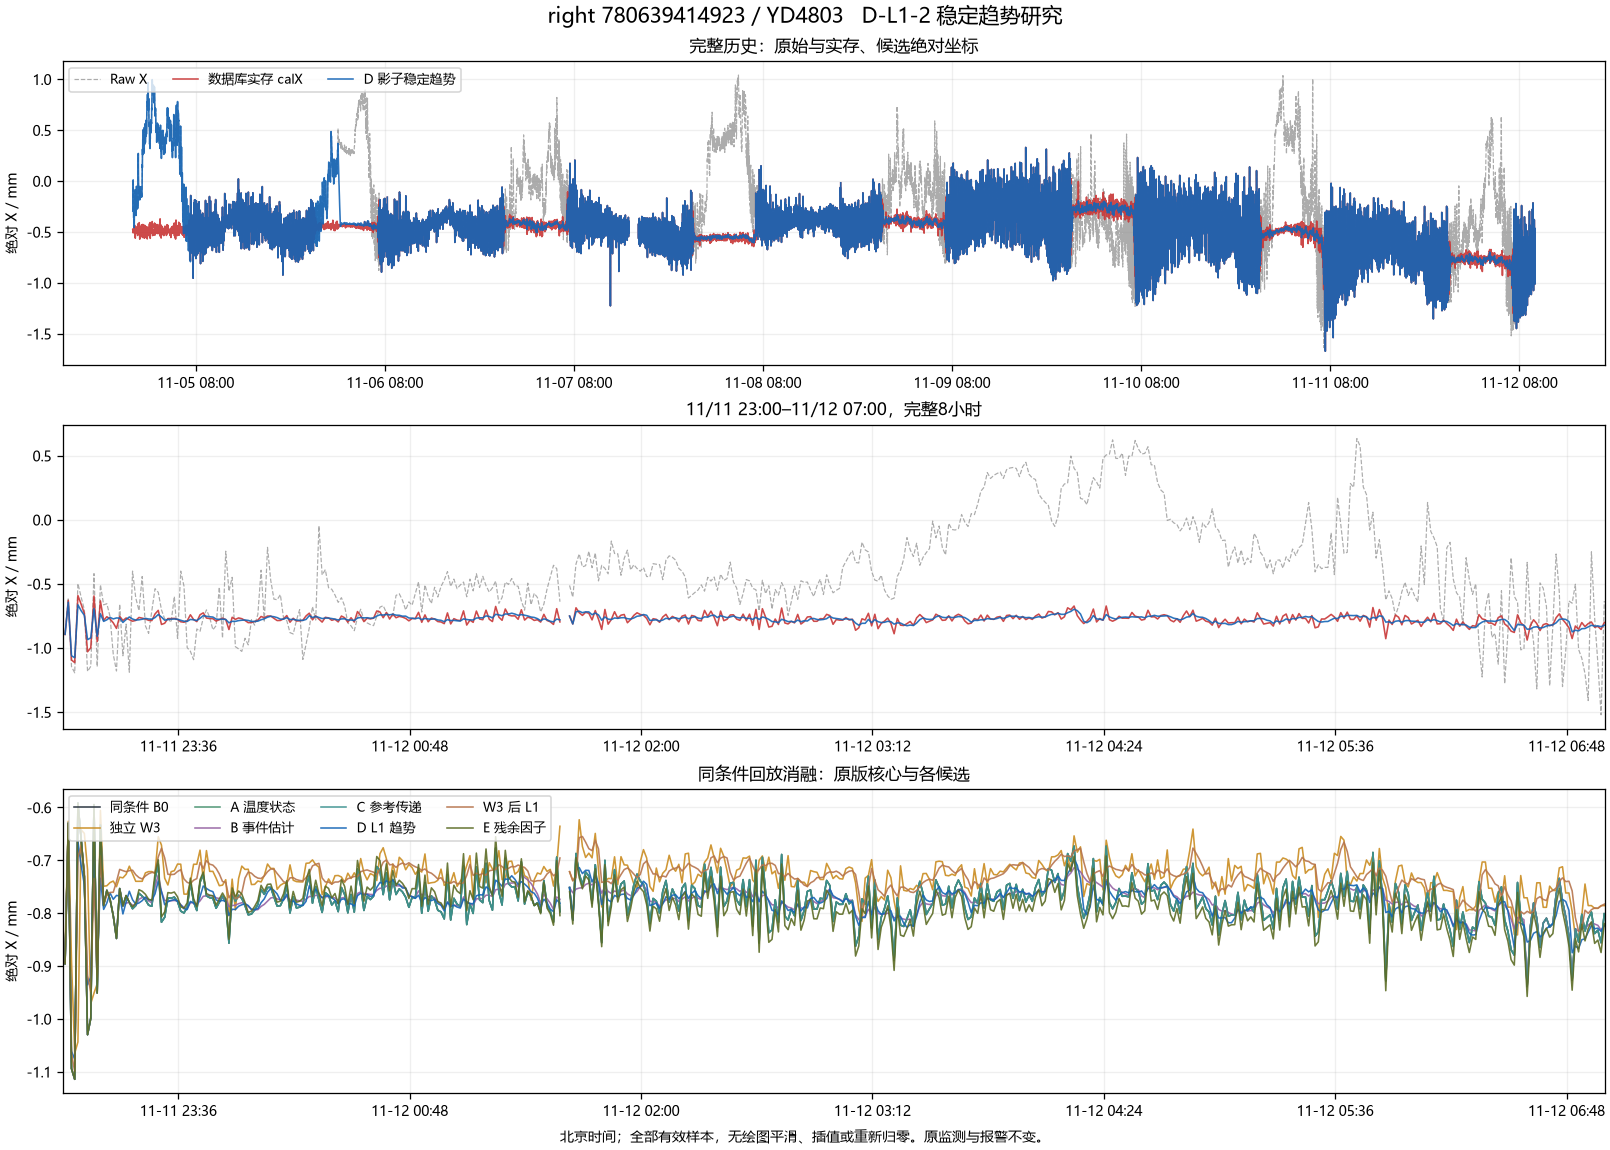 right 780639414923 / YD4803   D-L1-2 稳定趋势研究
完整历史：原始与实存、候选绝对坐标
Raw X
数据库实存 calX
D 影子稳定趋势
绝对 X / mm
1.0
0.5
0.0
-0.5
-1.0
-1.5
11-05 08:00
11-06 08:00
11-07 08:00
11-08 08:00
11-09 08:00
11-10 08:00
11-11 08:00
11-12 08:00
11/11 23:00–11/12 07:00，完整8小时
绝对 X / mm
0.5
0.0
-0.5
-1.0
-1.5
11-11 23:36
11-12 00:48
11-12 02:00
11-12 03:12
11-12 04:24
11-12 05:36
11-12 06:48
同条件回放消融：原版核心与各候选
同条件 B0
A 温度状态
C 参考传递
W3 后 L1
独立 W3
B 事件估计
D L1 趋势
E 残余因子
绝对 X / mm
-0.6
-0.7
-0.8
-0.9
-1.0
-1.1
11-11 23:36
11-12 00:48
11-12 02:00
11-12 03:12
11-12 04:24
11-12 05:36
11-12 06:48
北京时间；全部有效样本，无绘图平滑、插值或重新归零。原监测与报警不变。